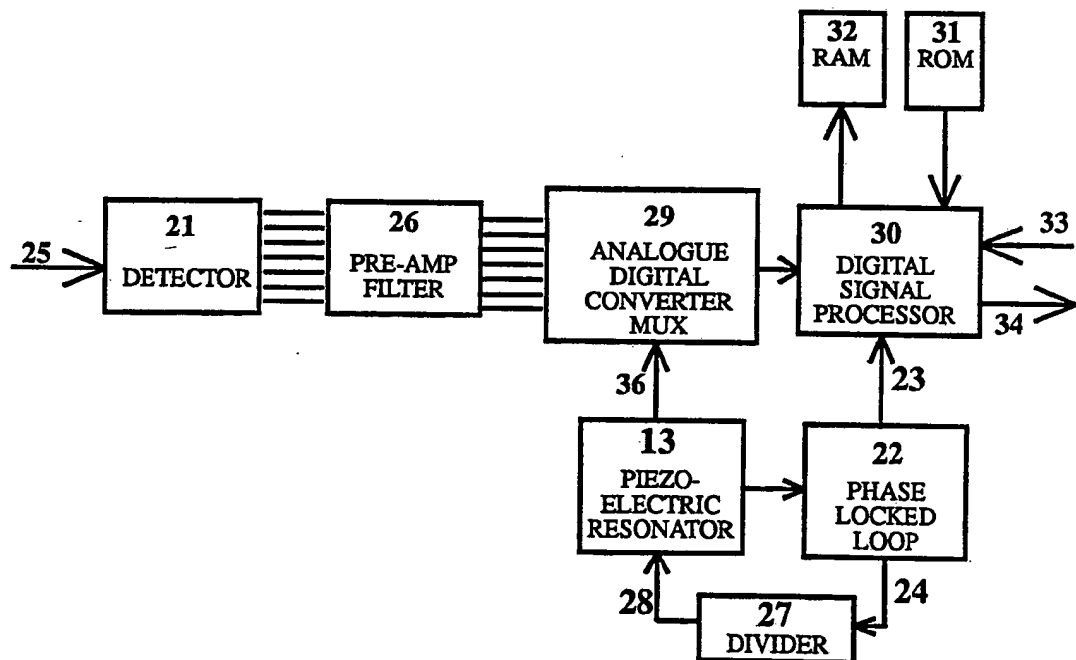 32
RAM
31
ROM
25
21
DETECTOR
26
PRE-AMP
FILTER
29
ANALOGUE
DIGITAL
CONVERTER
MUX
30
DIGITAL
SIGNAL
PROCESSOR
33
34
36
23
13
PIEZO-
ELECTRIC
RESONATOR
22
PHASE
LOCKED
LOOP
28
24
27
DIVIDER